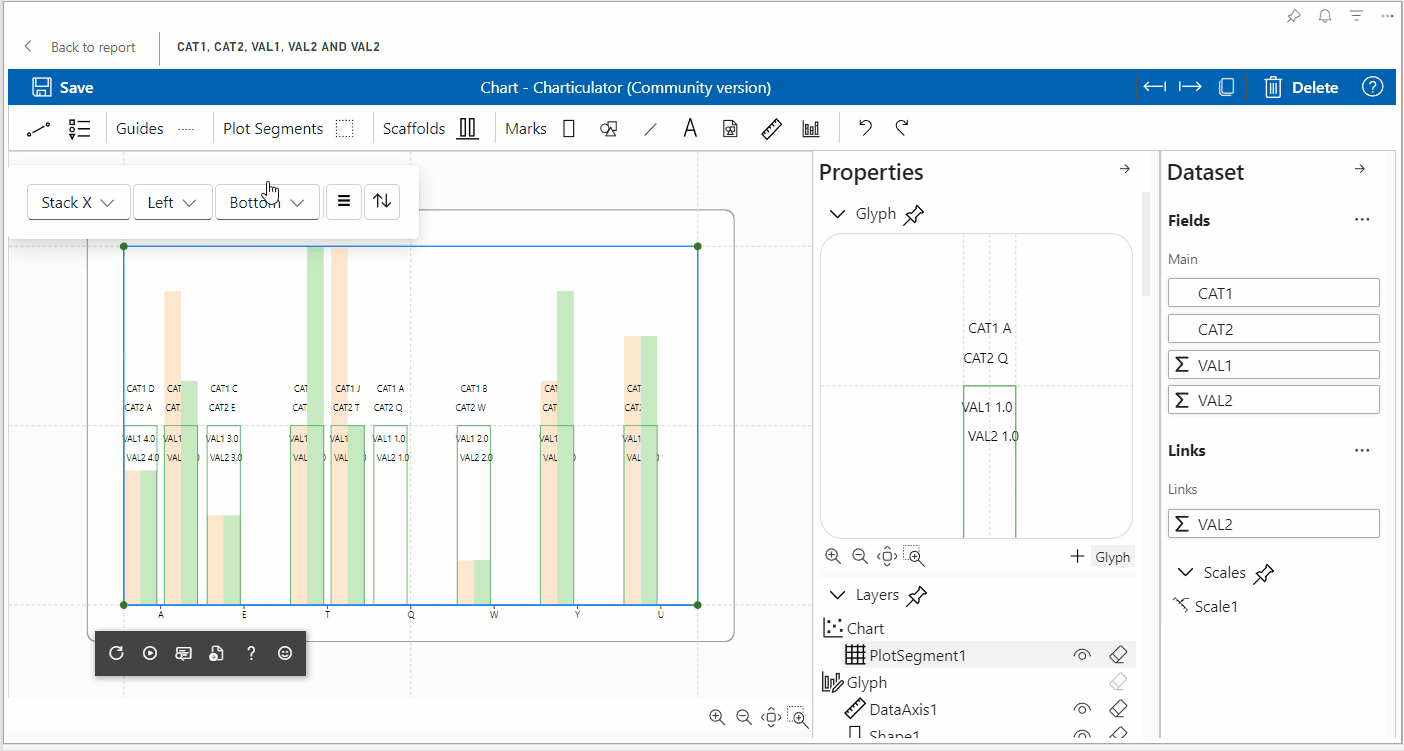 Back to report
CAT1, CAT2, VAL1, VAL2 AND VAL2
Save
Chart - Charticulator (Community version)
Delete
Guides
Plot Segments
Scaffolds
Marks
Stack X
Left
Bottom
CAT1 D
CAT
CAT1 C
CAT
CAT1 J
CAT1 A
CAT1 B
CAT
CAT
CAT2 A
CAT
CAT2 E
CAT
CAT2 T
CAT2 Q
CAT2 W
CAT
CAT2
VAL1 4.0
VAL1
VAL1 3.0
VAL1
VAL1
VAL1 1.0
VAL1 2.0
VAL1
VAL1
VAL2 4.0
VAL
VAL2 3.0
VAL
VAL
VAL2 1.0
VAL2 2.0
VAL
VAL
A
E
T
Q
W
Y
U
Properties
Glyph
CAT1 A
CAT2 Q
VAL1 1.0
VAL2 1.0
Glyph
Layers
Chart
PlotSegment1
Glyph
DataAxis1
Shape1
Dataset
Fields
Main
CAT1
CAT2
VAL1
VAL2
Links
Links
VAL2
Scales
Scale1